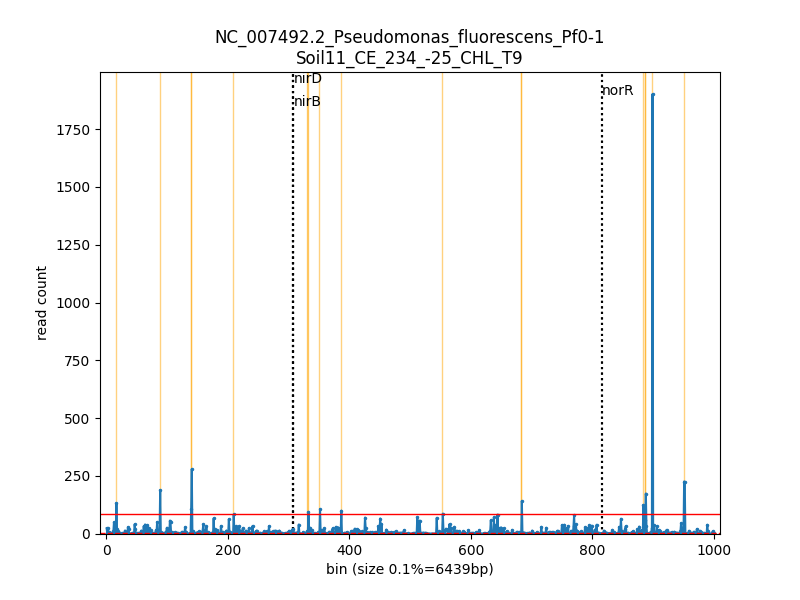 NC_007492.2_Pseudomonas_fluorescens_Pf0-1
Soil11_CE_234_-25_CHL_T9
nirD
nirB
norR
1750
1500
1250
1000
750
500
250
0
read count
0 200 400 600 800 1000
bin (size 0.1%=6439bp)